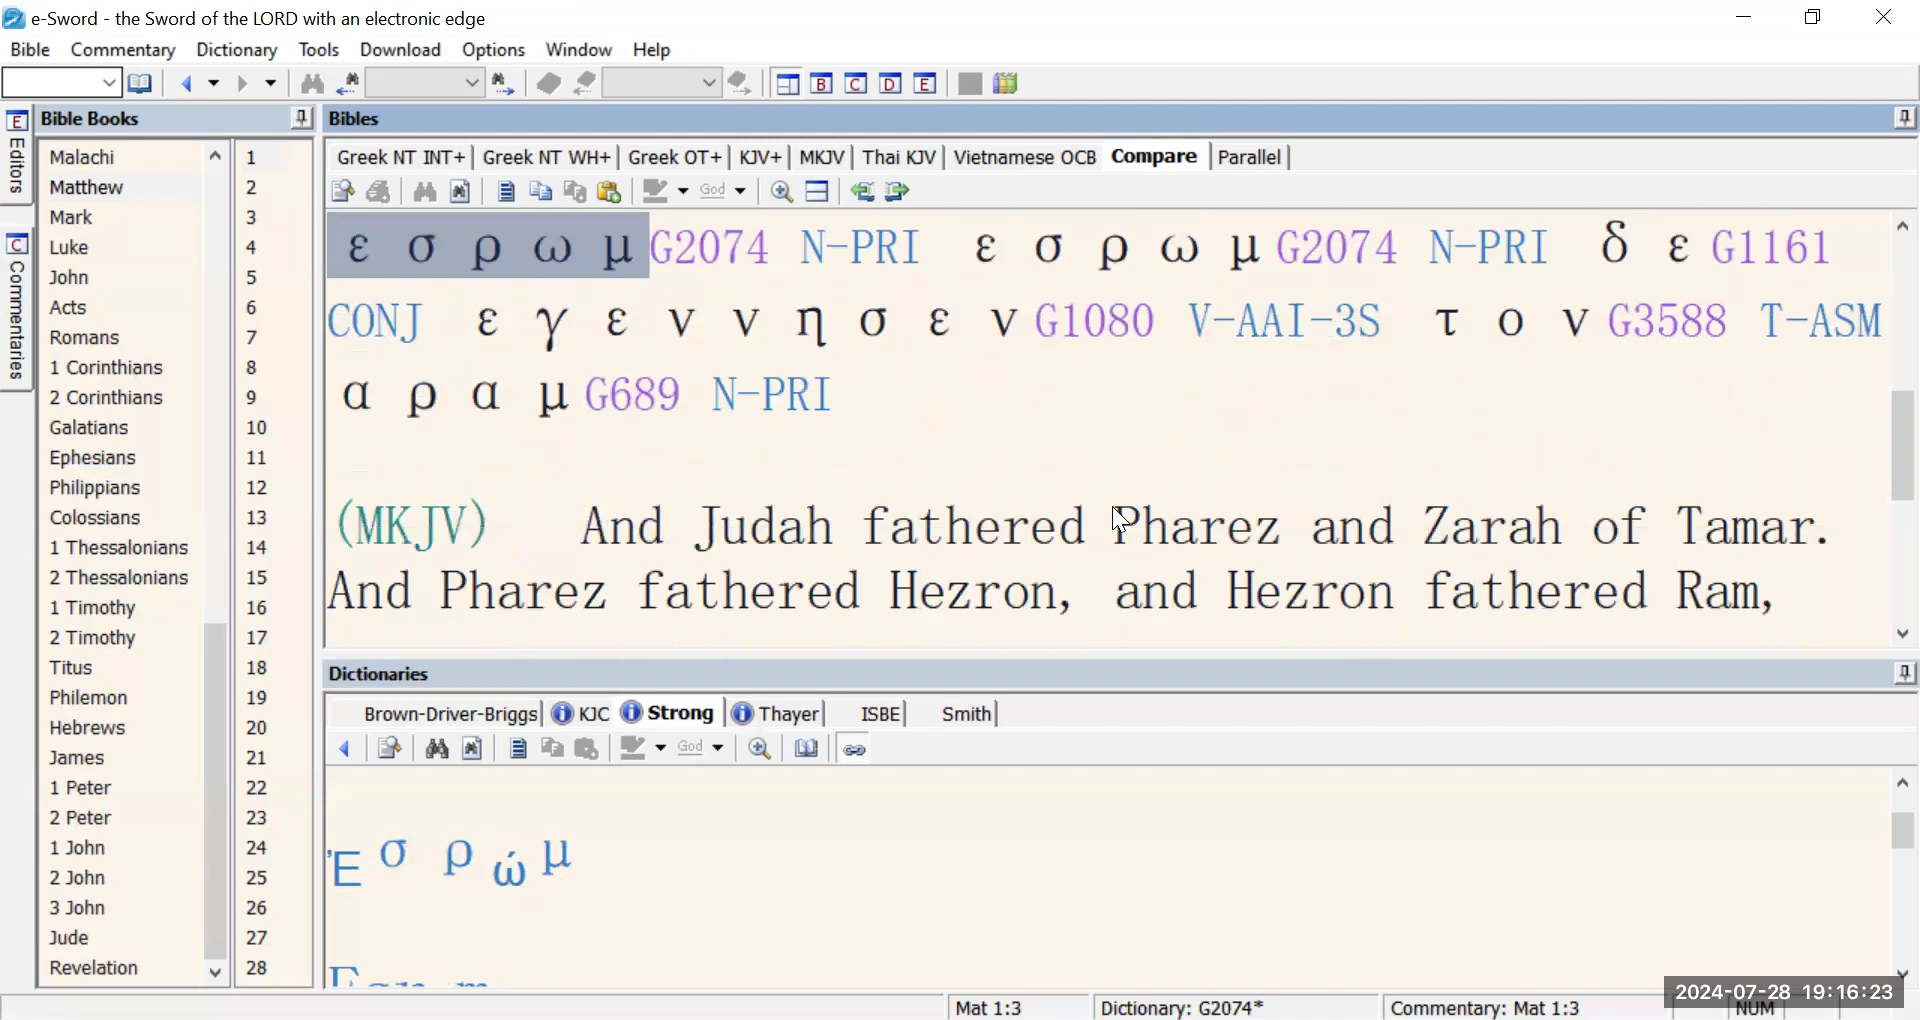 e-Sword - the Sword of the LORD with an electronic edge
Bible Commentary Dictionary Tools Download Options Window Help
B C D E
Bible Books
Bibles
E Editors
C Commentaries
Malachi
Matthew
Mark
Luke
John
Acts
Romans
1 Corinthians
2 Corinthians
Galatians
Ephesians
Philippians
Colossians
1 Thessalonians
2 Thessalonians
1 Timothy
2 Timothy
Titus
Philemon
Hebrews
James
1 Peter
2 Peter
1 John
2 John
3 John
Jude
Revelation
1
2
3
4
5
6
7
8
9
10
11
12
13
14
15
16
17
18
19
20
21
22
23
24
25
26
27
28
Greek NT INT+ Greek NT WH+ Greek OT+ KJV+ MKJV Thai KJV Vietnamese OCB Compare Parallel
God
ε σ ρ ω μ G2074 N-PRI ε σ ρ ω μ G2074 N-PRI δ ε G1161
CONJ ε γ ε ν ν η σ ε ν G1080 V-AAI-3S τ ο ν G3588 T-ASM
α ρ α μ G689 N-PRI
(MKJV) And Judah fathered Pharez and Zarah of Tamar.
And Pharez fathered Hezron, and Hezron fathered Ram,
Dictionaries
Brown-Driver-Briggs KJC Strong Thayer ISBE Smith
God
Ἐσρώμ
Mat 1:3 Dictionary: G2074* Commentary: Mat 1:3 NUM
2024-07-28 19:16:23